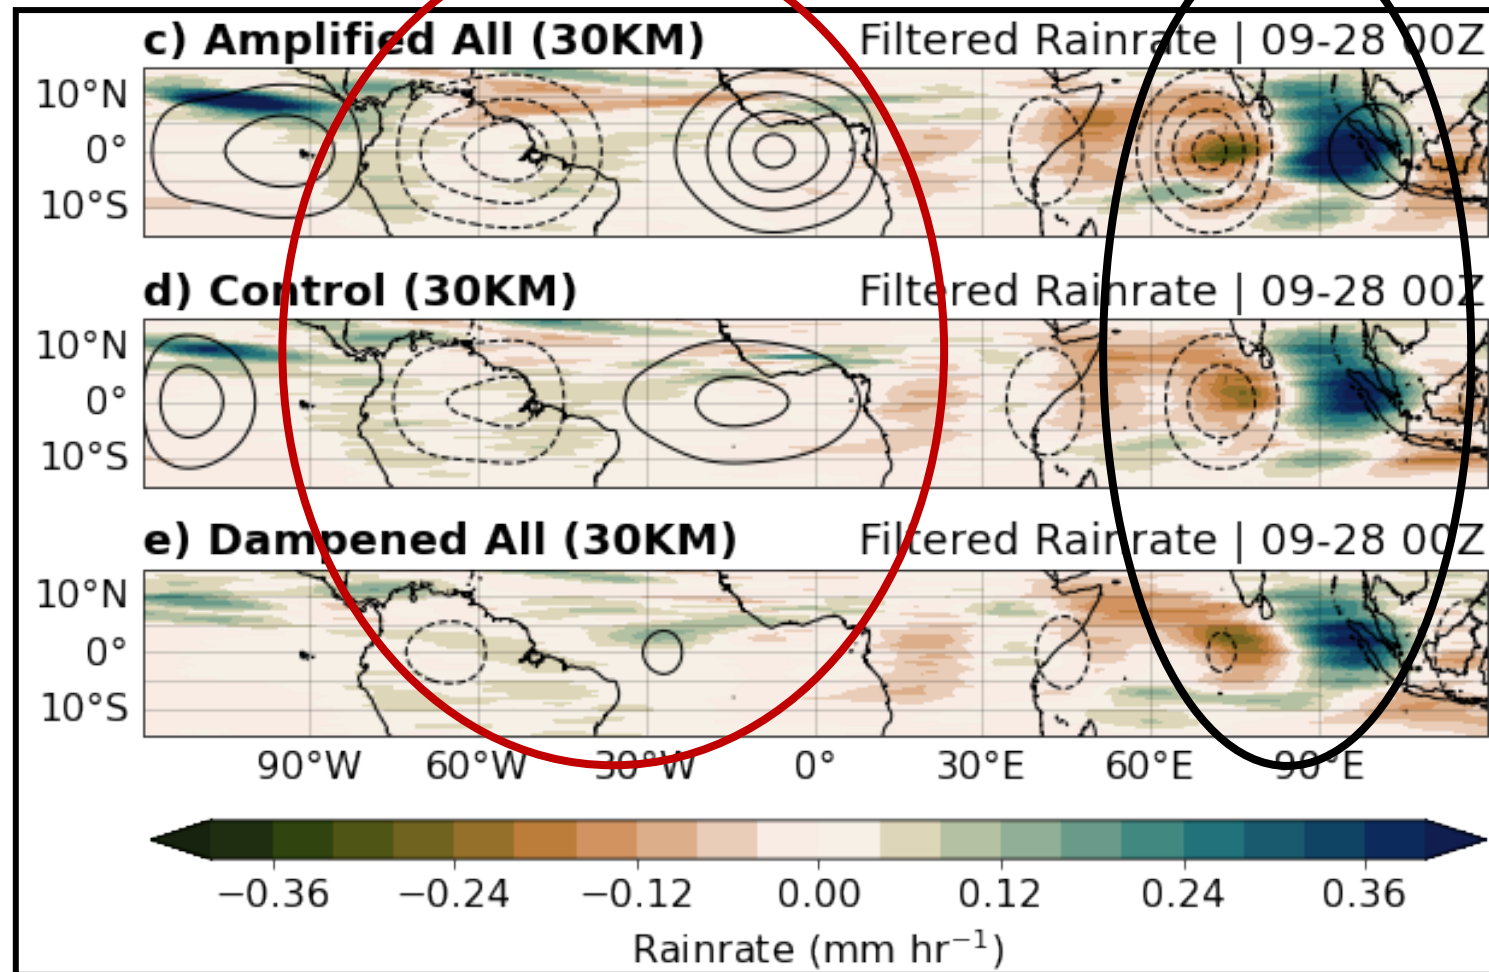 c) Amplified All (30KM) Filtered Rainrate | 09-28 00Z
10°N
0°
10°S
d) Control (30KM) Filtered Rainrate | 09-28 00Z
10°N
0°
10°S
e) Dampened All (30KM) Filtered Rainrate | 09-28 00Z
10°N
0°
10°S
90°W 60°W 30°W 0° 30°E 60°E 90°E
−0.36 −0.24 −0.12 0.00 0.12 0.24 0.36
Rainrate (mm hr⁻¹)